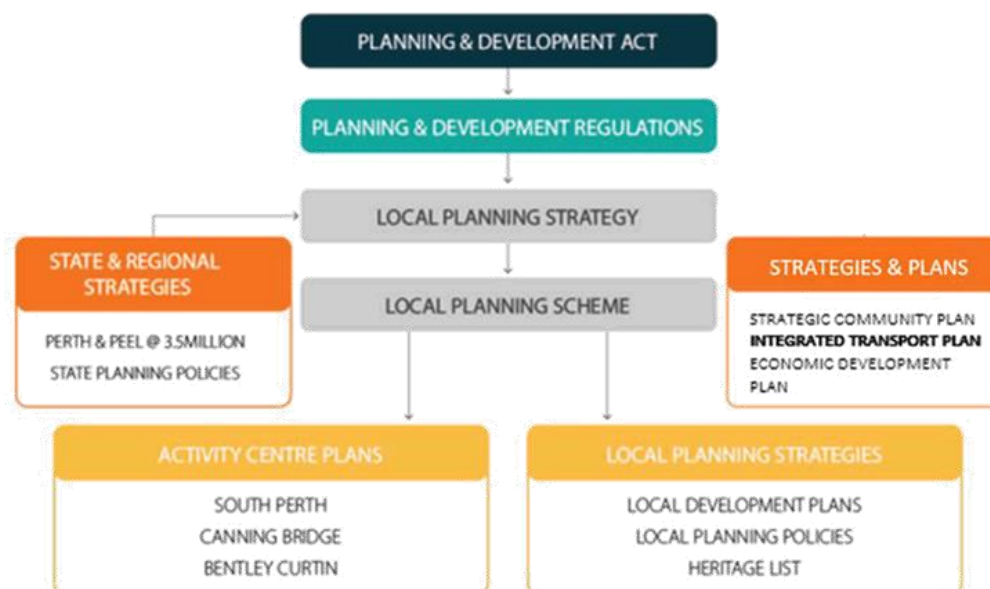 PLANNING & DEVELOPMENT ACT
PLANNING & DEVELOPMENT REGULATIONS
LOCAL PLANNING STRATEGY
STATE & REGIONAL
STRATEGIES
PERTH & PEEL @ 3.5MILLION
STATE PLANNING POLICIES
STRATEGIES & PLANS
STRATEGIC COMMUNITY PLAN
INTEGRATED TRANSPORT PLAN
ECONOMIC DEVELOPMENT
PLAN
LOCAL PLANNING SCHEME
ACTIVITY CENTRE PLANS
SOUTH PERTH
CANNING BRIDGE
BENTLEY CURTIN
LOCAL PLANNING STRATEGIES
LOCAL DEVELOPMENT PLANS
LOCAL PLANNING POLICIES
HERITAGE LIST